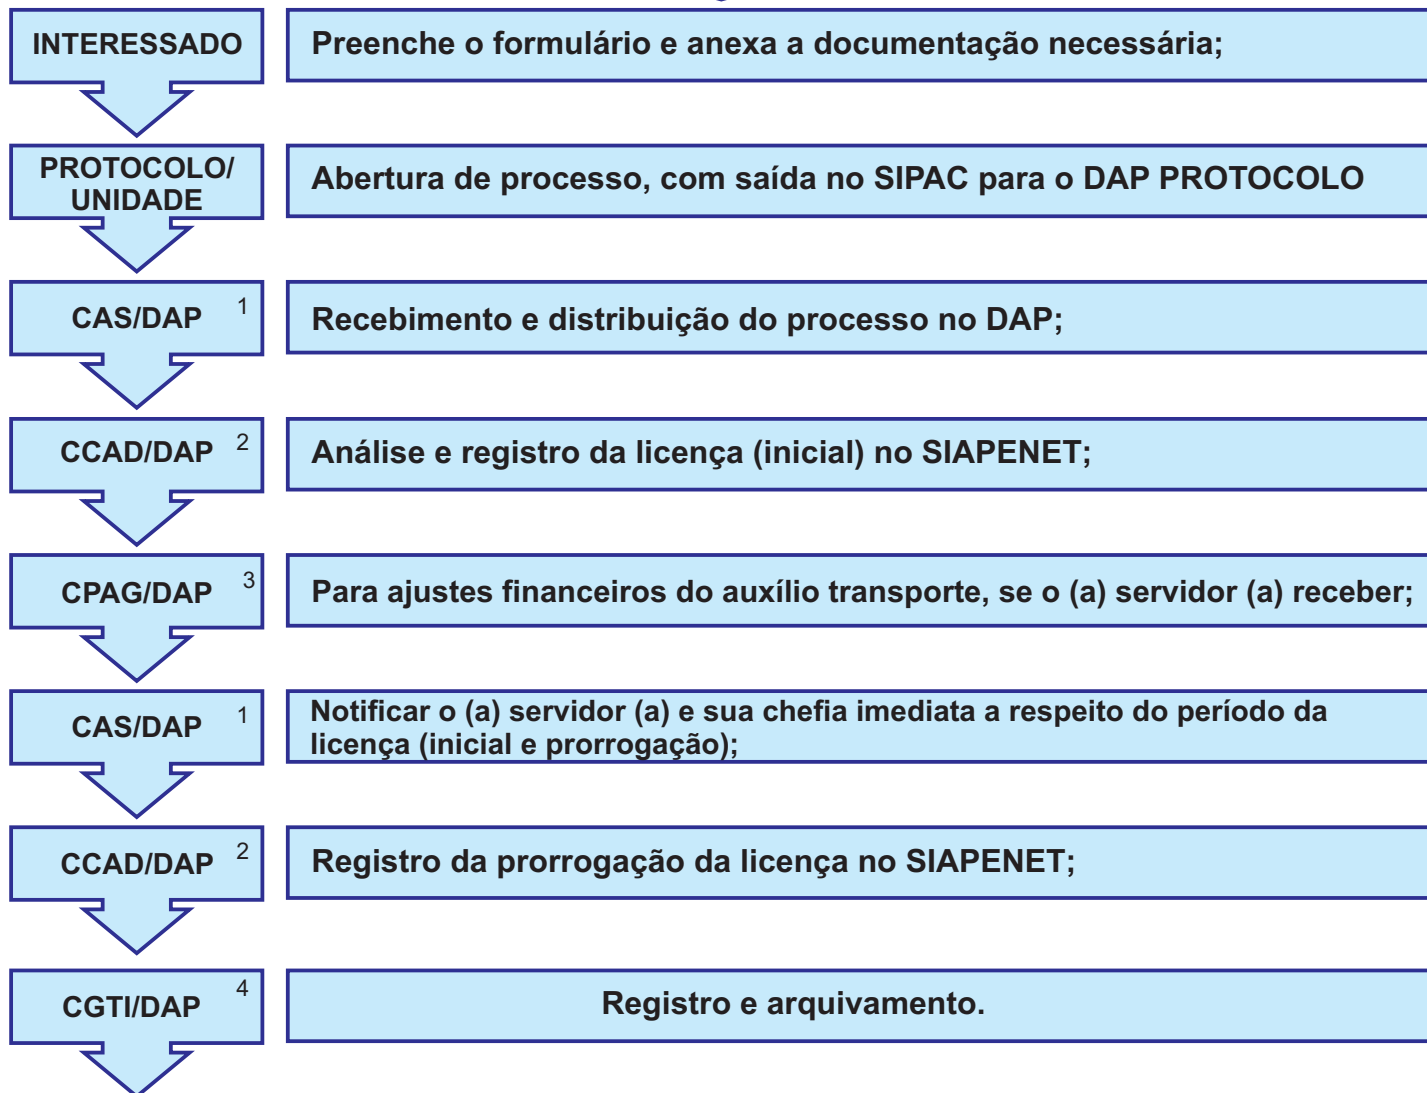 INTERESSADO
Preenche o formulário e anexa a documentação necessária;
PROTOCOLO/
UNIDADE
Abertura de processo, com saída no SIPAC para o DAP PROTOCOLO
CAS/DAP 1
Recebimento e distribuição do processo no DAP;
CCAD/DAP 2
Análise e registro da licença (inicial) no SIAPENET;
CPAG/DAP 3
Para ajustes financeiros do auxílio transporte, se o (a) servidor (a) receber;
CAS/DAP 1
Notificar o (a) servidor (a) e sua chefia imediata a respeito do período da
licença (inicial e prorrogação);
CCAD/DAP 2
Registro da prorrogação da licença no SIAPENET;
CGTI/DAP 4
Registro e arquivamento.